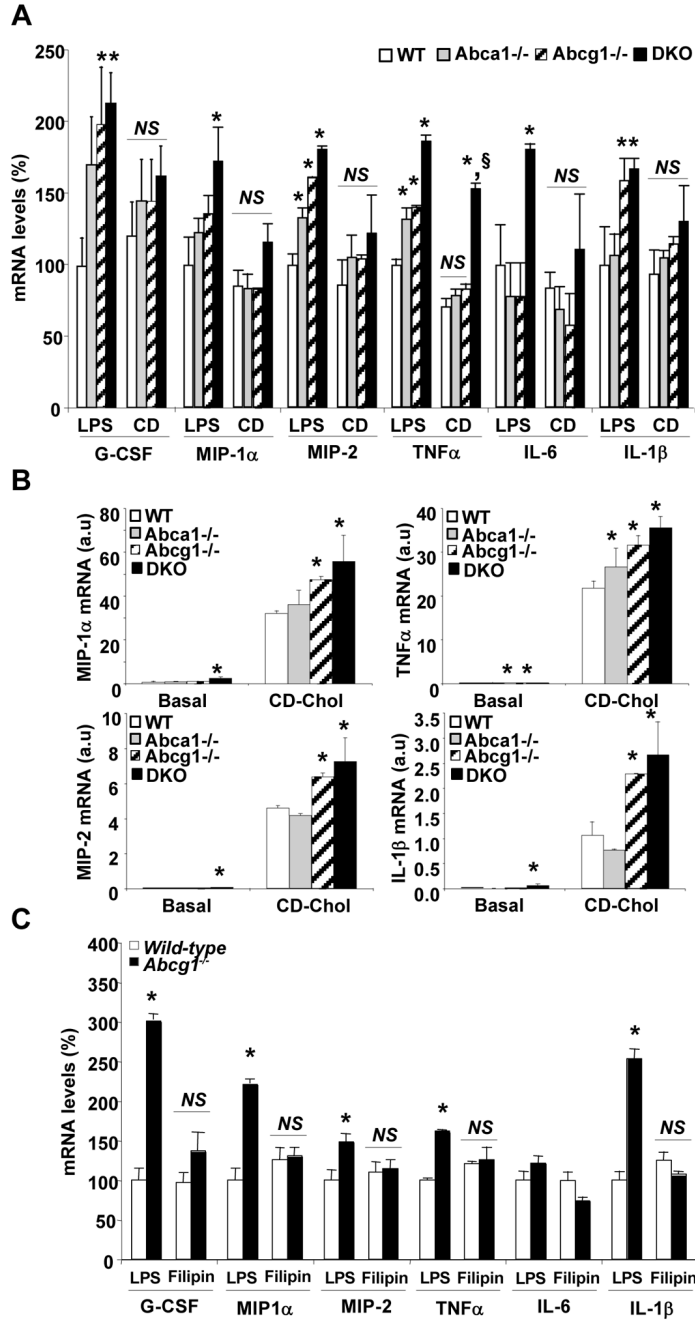 A
250
200
150
100
50
0
mRNA levels (%)
WT Abca1-/- Abcg1-/- DKO
** NS * NS * * * NS * * * NS *,§ * NS ** NS
LPS CD LPS CD LPS CD LPS CD LPS CD LPS CD
G-CSF MIP-1α MIP-2 TNFα IL-6 IL-1β
B
80
60
40
20
0
MIP-1α mRNA (a.u)
WT
Abca1-/-
Abcg1-/-
DKO
* * *
Basal CD-Chol
40
30
20
10
0
TNFα mRNA (a.u)
WT
Abca1-/-
Abcg1-/-
DKO
* * * * *
Basal CD-Chol
10
8
6
4
2
0
MIP-2 mRNA (a.u)
WT
Abca1-/-
Abcg1-/-
DKO
* * *
Basal CD-Chol
3.5
3.0
2.5
2.0
1.5
1.0
0.5
0.0
IL-1β mRNA (a.u)
WT
Abca1-/-
Abcg1-/-
DKO
* * *
Basal CD-Chol
C
400
350
300
250
200
150
100
50
0
mRNA levels (%)
Wild-type
Abcg1-/-
* NS * NS * NS * NS * NS
LPS Filipin LPS Filipin LPS Filipin LPS Filipin LPS Filipin LPS Filipin
G-CSF MIP1α MIP-2 TNFα IL-6 IL-1β